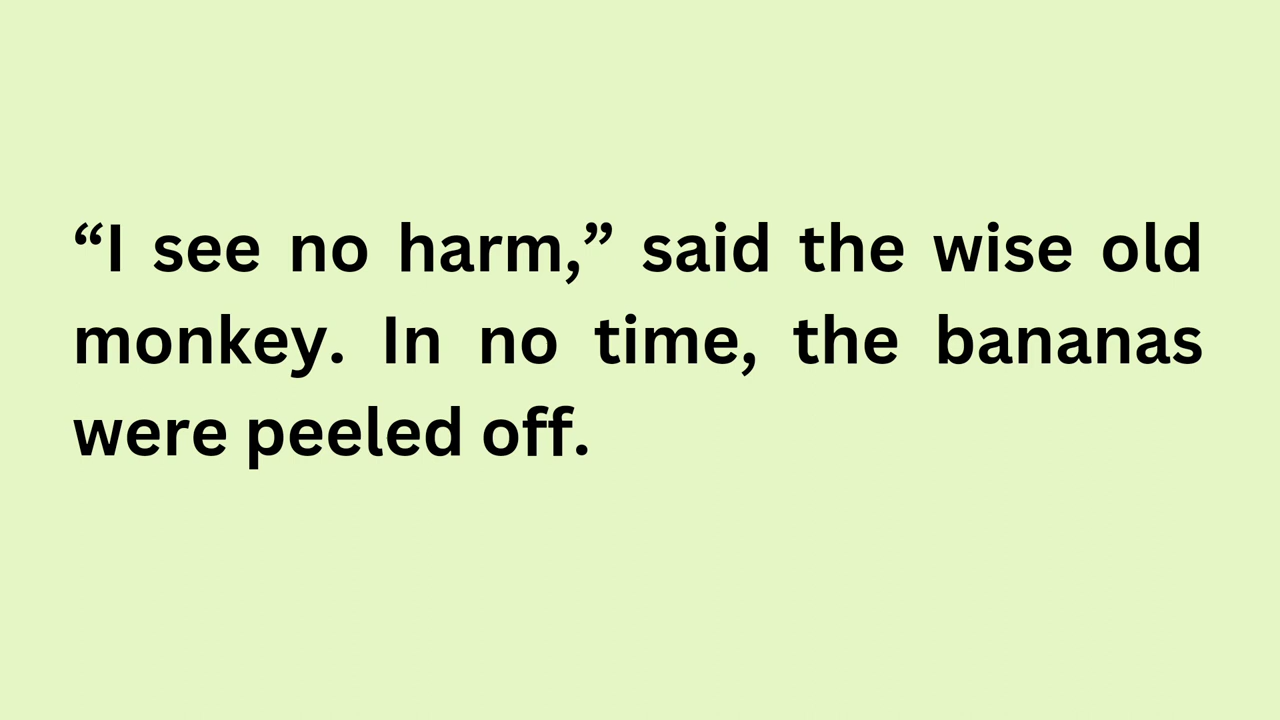 “I see no harm,” said the wise old
monkey. In no time, the bananas
were peeled off.